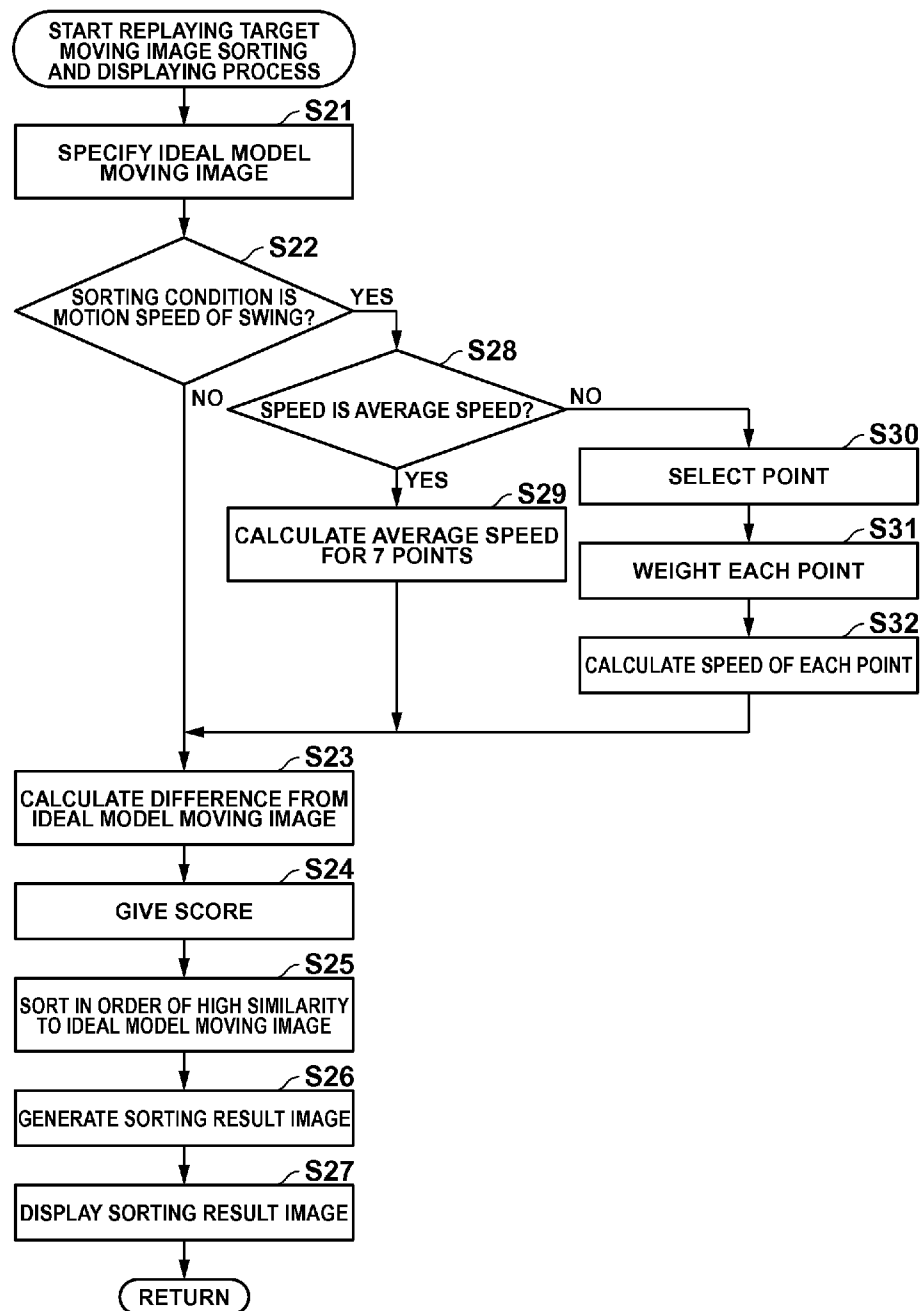 START REPLAYING TARGET
MOVING IMAGE SORTING
AND DISPLAYING PROCESS
S21
SPECIFY IDEAL MODEL
MOVING IMAGE
S22
SORTING CONDITION IS
MOTION SPEED OF SWING?
YES
NO
S28
SPEED IS AVERAGE SPEED?
NO
YES
S29
CALCULATE AVERAGE SPEED
FOR 7 POINTS
S30
SELECT POINT
S31
WEIGHT EACH POINT
S32
CALCULATE SPEED OF EACH POINT
S23
CALCULATE DIFFERENCE FROM
IDEAL MODEL MOVING IMAGE
S24
GIVE SCORE
S25
SORT IN ORDER OF HIGH SIMILARITY
TO IDEAL MODEL MOVING IMAGE
S26
GENERATE SORTING RESULT IMAGE
S27
DISPLAY SORTING RESULT IMAGE
RETURN